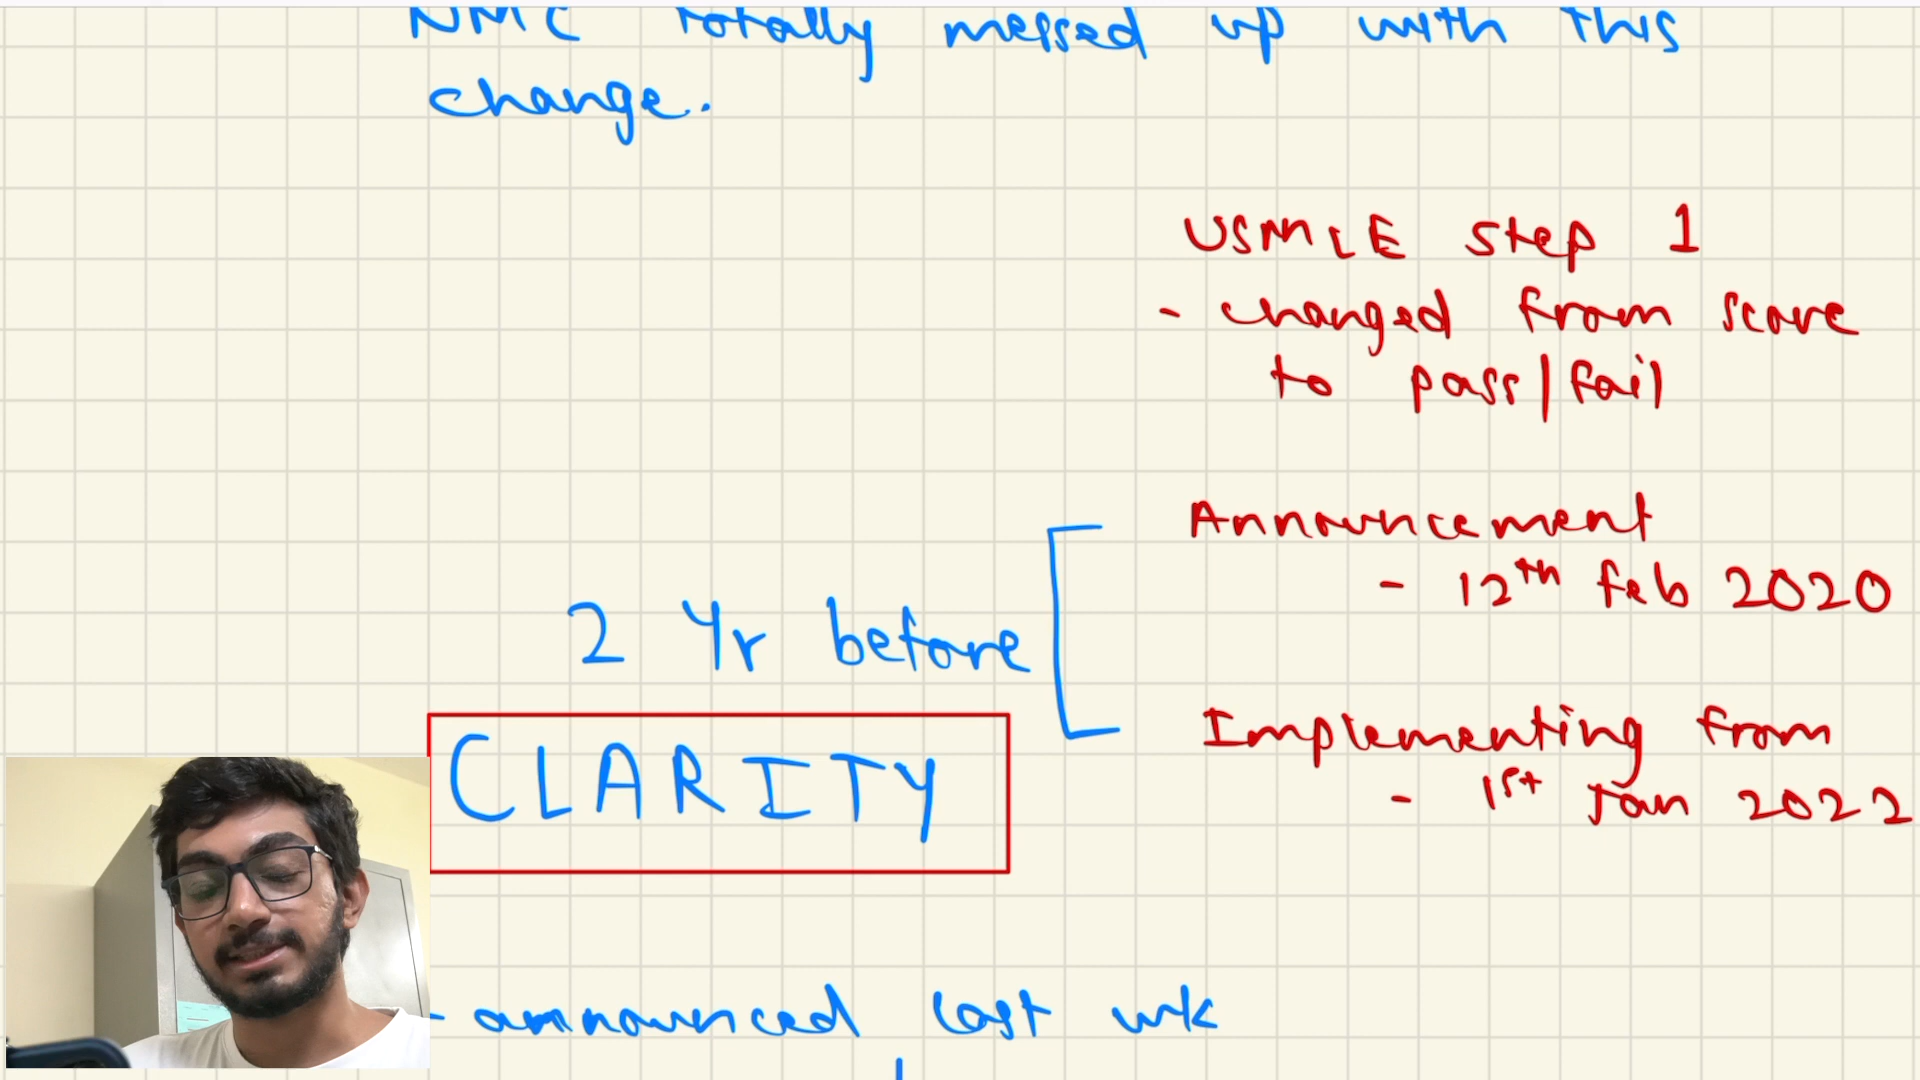 NMC totally messed up with this
change.
USMLE Step 1
- changed from score
to pass/fail
Announcement
- 12th feb 2020
2 Yr before
Implementing from
- 1st Jan 2022
CLARITY
- announced last wk